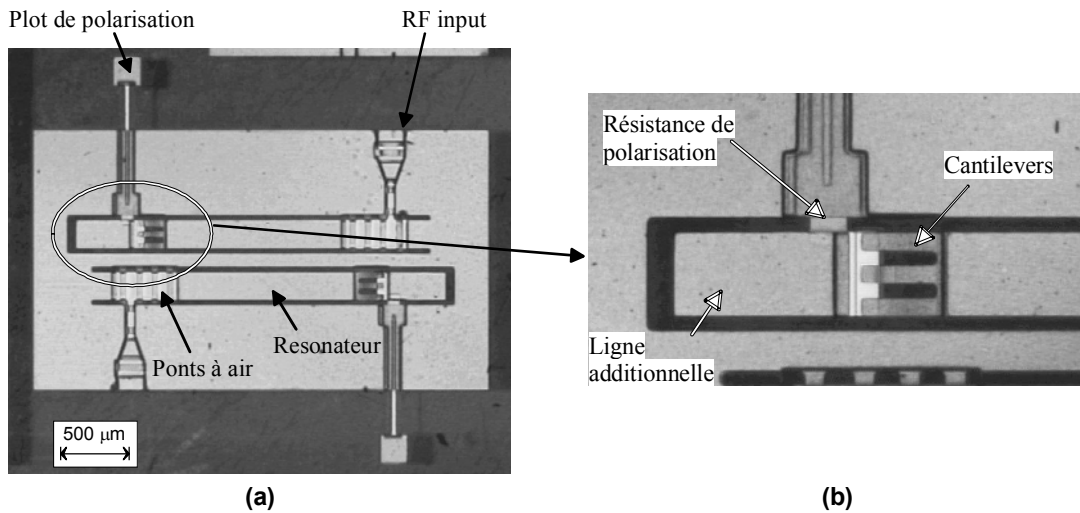 Plot de polarisation
RF input
Resonateur
Ponts à air
500 µm
(a)
Résistance de
polarisation
Cantilevers
Ligne
additionnelle
(b)